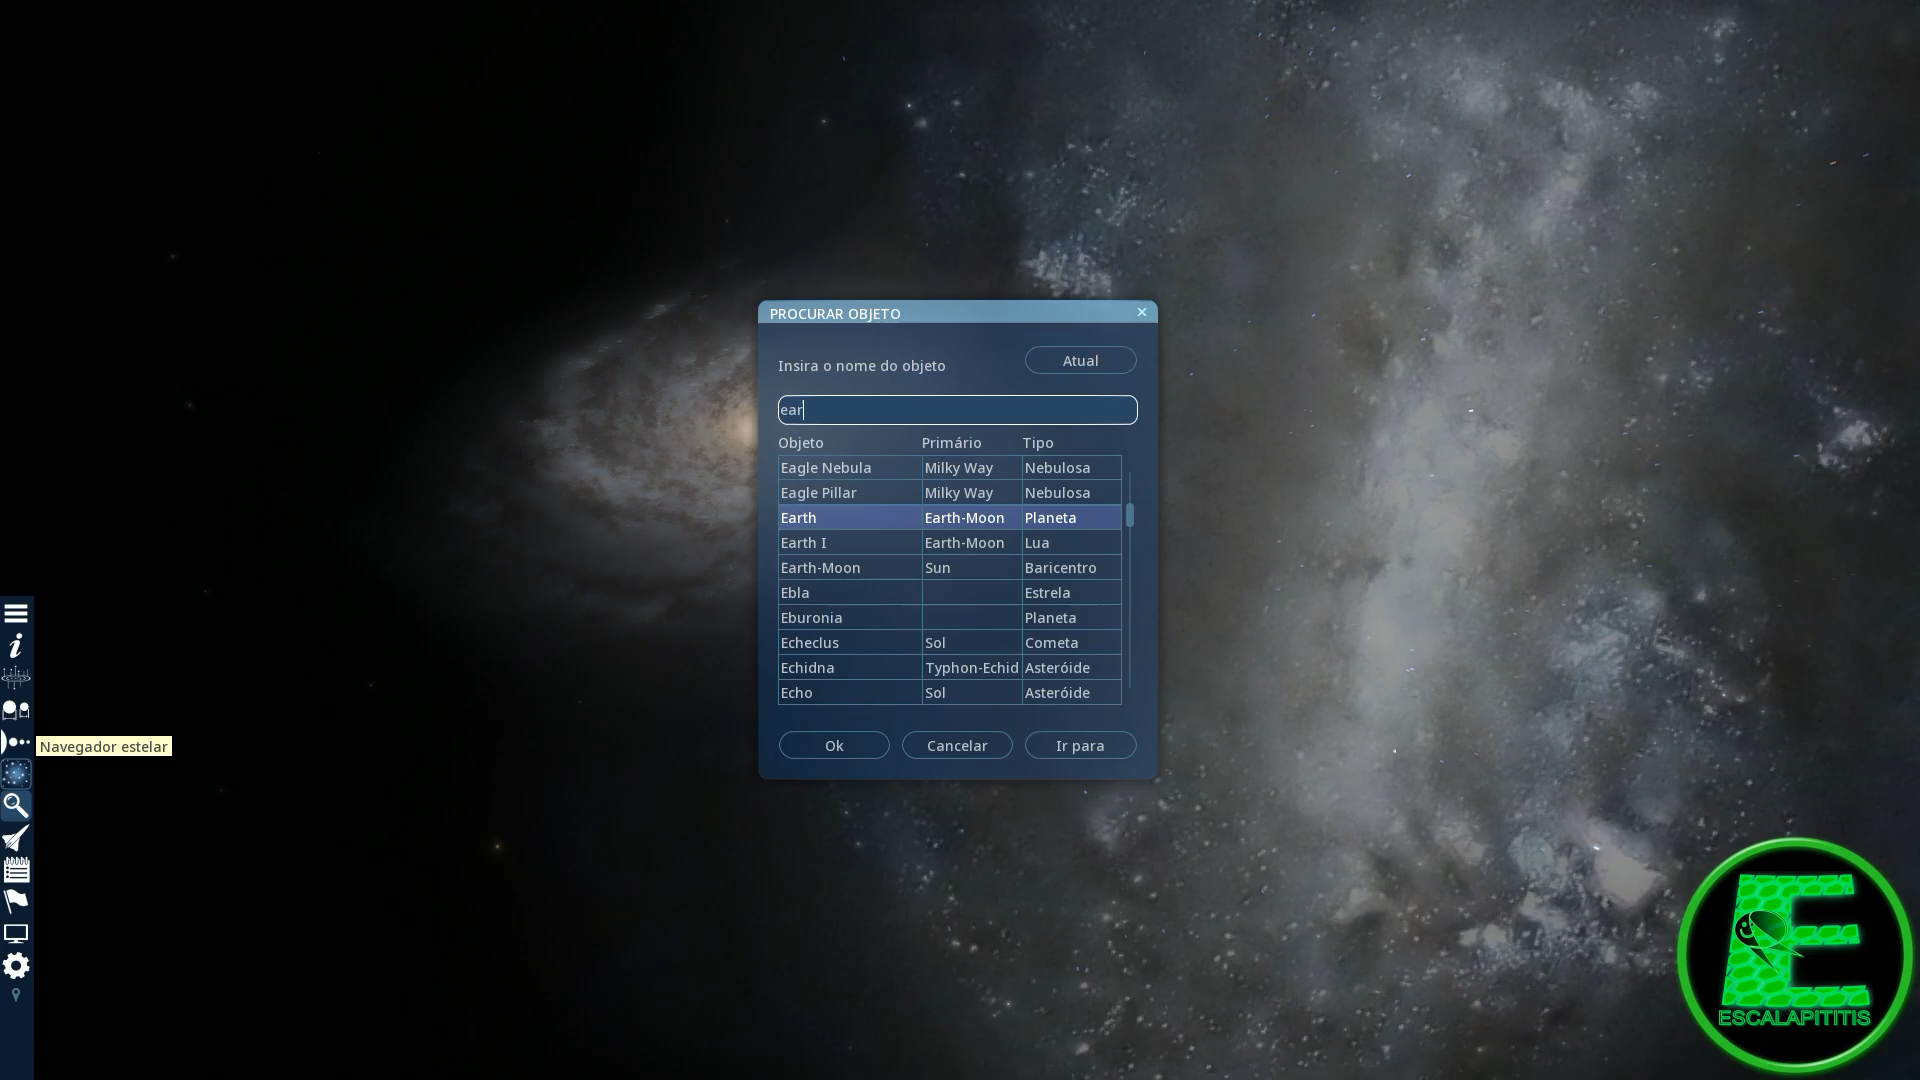 PROCURAR OBJETO
Insira o nome do objeto
Atual
ear
Objeto Primário Tipo
Eagle Nebula Milky Way Nebulosa
Eagle Pillar Milky Way Nebulosa
Earth Earth-Moon Planeta
Earth I Earth-Moon Lua
Earth-Moon Sun Baricentro
Ebla Estrela
Eburonia Planeta
Echeclus Sol Cometa
Echidna Typhon-Echid Asteróide
Echo Sol Asteróide
Ok Cancelar Ir para
Navegador estelar
E
ESCALAPITITIS